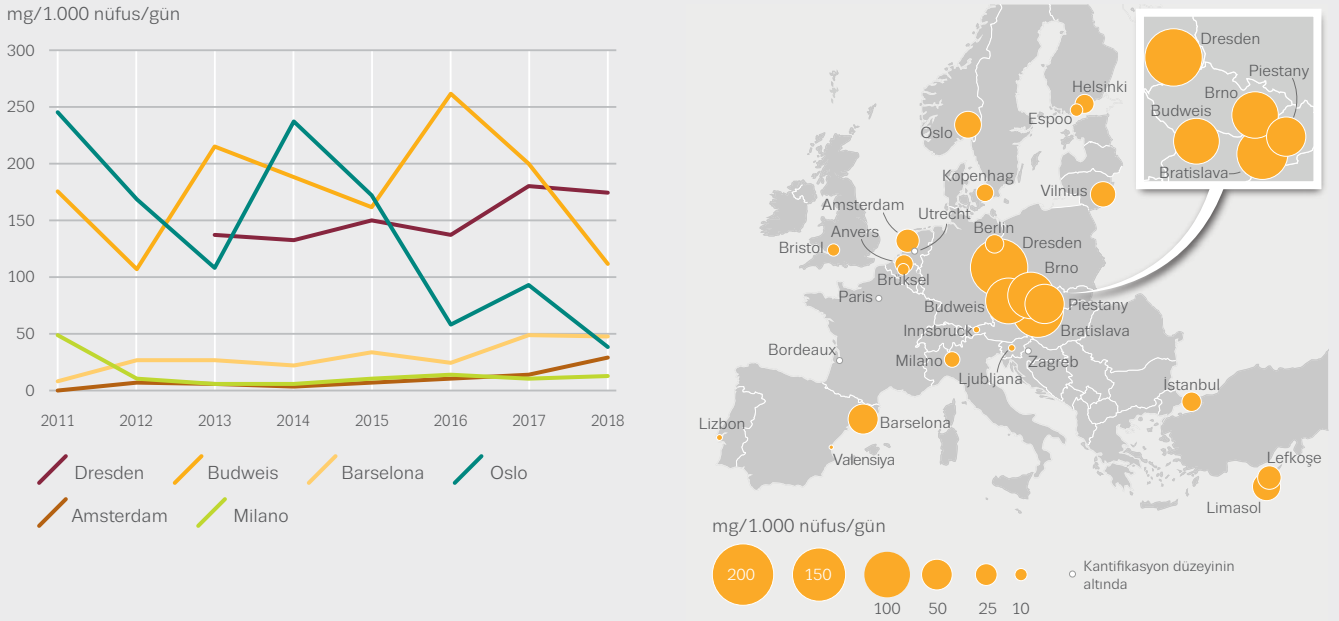 mg/1.000 nüfus/gün
300
250
200
150
100
50
0
2011 2012 2013 2014 2015 2016 2017 2018
Dresden Budweis Barselona Oslo
Amsterdam Milano
Dresden
Piestany
Brno
Budweis
Bratislava
Helsinki
Espoo
Oslo
Kopenhag
Vilnius
Amsterdam
Utrecht
Anvers
Berlin
Bristol
Dresden
Brno
Brüksel
Paris
Budweis
Piestany
Innsbruck
Bratislava
Bordeaux
Milano
Zagreb
Ljubljana
İstanbul
Lizbon
Barselona
Valensiya
Lefkoşe
Limasol
mg/1.000 nüfus/gün
200 150
100 50 25 10
Kantifikasyon düzeyinin
altında